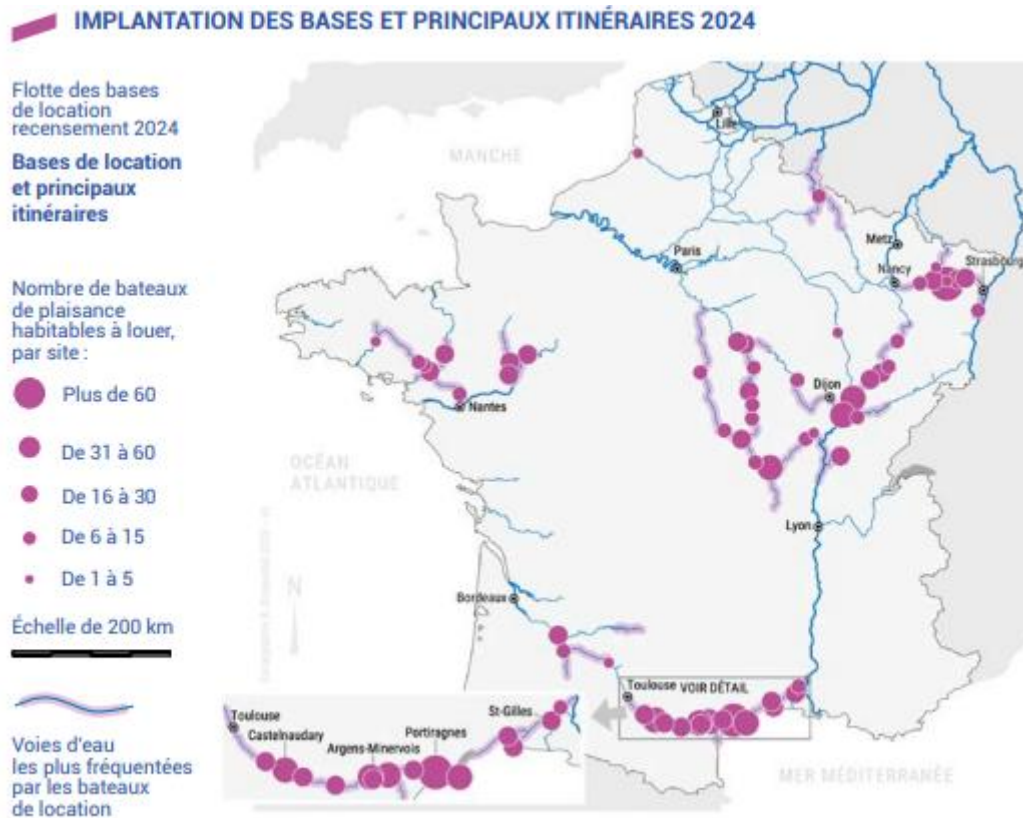 IMPLANTATION DES BASES ET PRINCIPAUX ITINÉRAIRES 2024
Flotte des bases
de location
recensement 2024
Bases de location
et principaux
itinéraires
Nombre de bateaux
de plaisance
habitables à louer,
par site :
Plus de 60
De 31 à 60
De 16 à 30
De 6 à 15
De 1 à 5
Échelle de 200 km
Voies d'eau
les plus fréquentées
par les bateaux
de location
MANCHE
Lille
Paris
Metz
Nancy
Strasbourg
Nantes
Dijon
OCÉAN
ATLANTIQUE
Lyon
N
Bordeaux
Toulouse VOIR DÉTAIL
MER MÉDITERRANÉE
Toulouse
Castelnaudary
Argens-Minervois
Portiragnes
St-Gilles